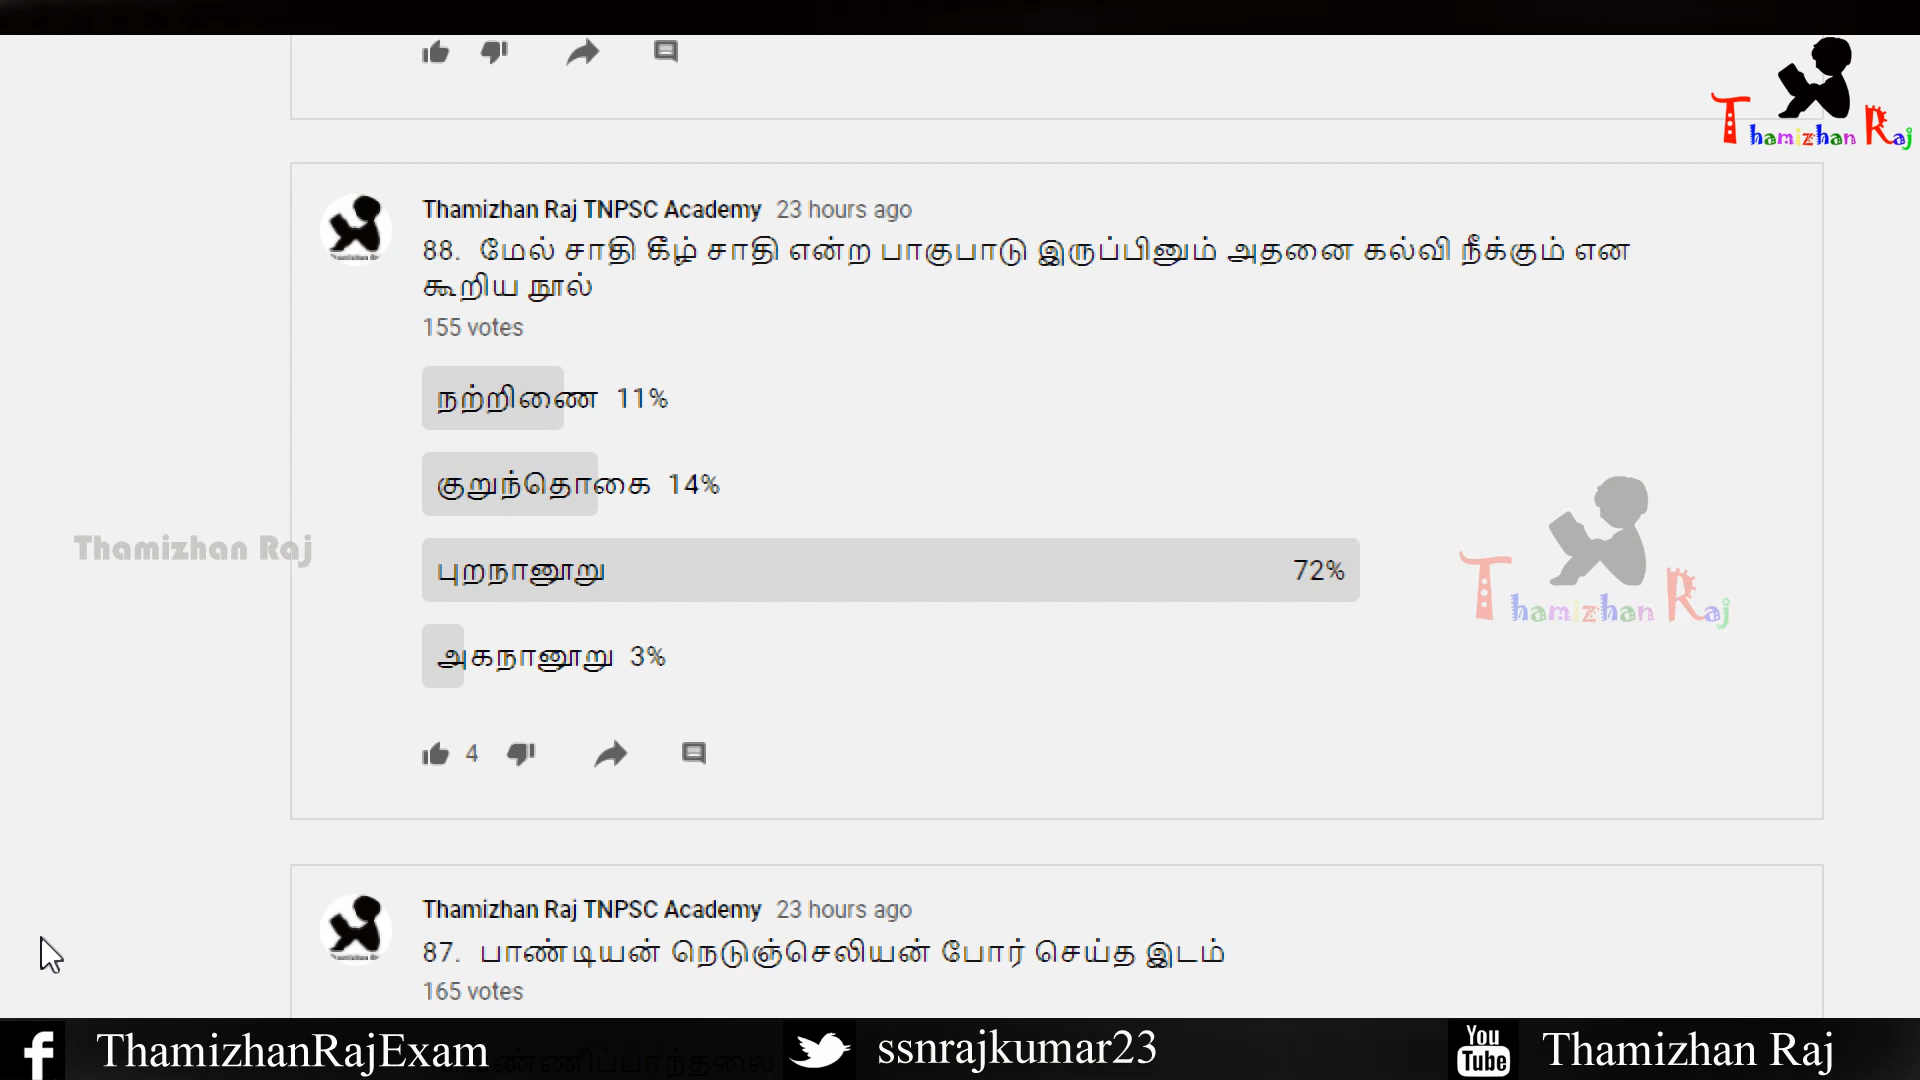 Thamizhan Raj
Thamizhan Raj TNPSC Academy 23 hours ago
88. மேல் சாதி கீழ் சாதி என்ற பாகுபாடு இருப்பினும் அதனை கல்வி நீக்கும் என
கூறிய நூல்
155 votes
நற்றிணை 11%
குறுந்தொகை 14%
Thamizhan Raj
புறநானூறு 72%
Thamizhan Raj
அகநானூறு 3%
4
Thamizhan Raj TNPSC Academy 23 hours ago
87. பாண்டியன் நெடுஞ்செலியன் போர் செய்த இடம்
165 votes
ThamizhanRajExam ssnrajkumar23 You Tube Thamizhan Raj